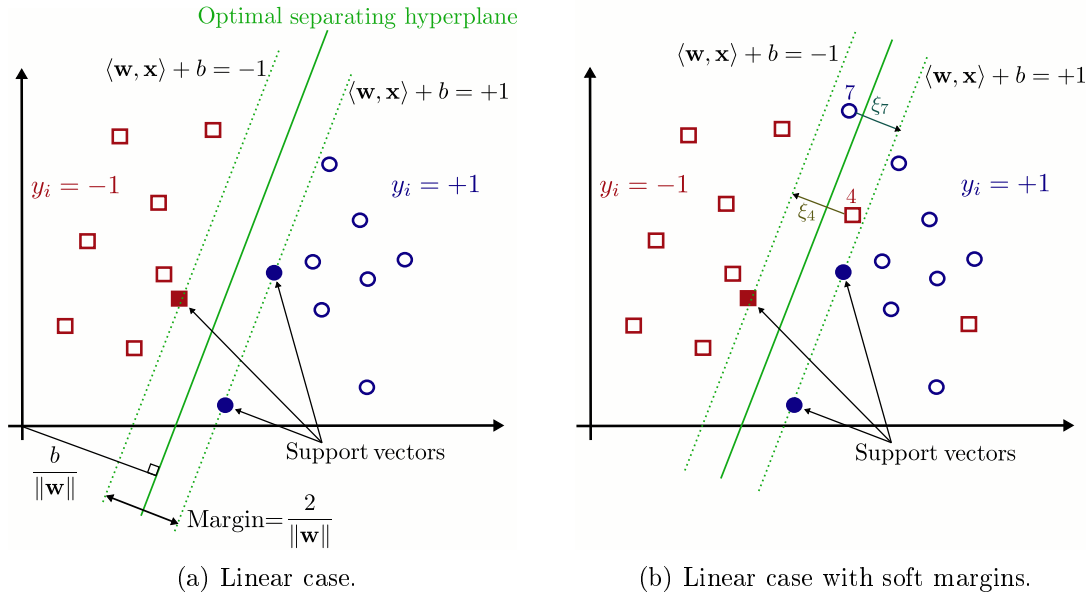 Optimal separating hyperplane
⟨w, x⟩ + b = −1
⟨w, x⟩ + b = +1
y_i = −1
y_i = +1
Support vectors
b
‖w‖
Margin= 2
‖w‖
(a) Linear case.
⟨w, x⟩ + b = −1
⟨w, x⟩ + b = +1
7
ξ_7
y_i = −1
y_i = +1
4
ξ_4
Support vectors
(b) Linear case with soft margins.